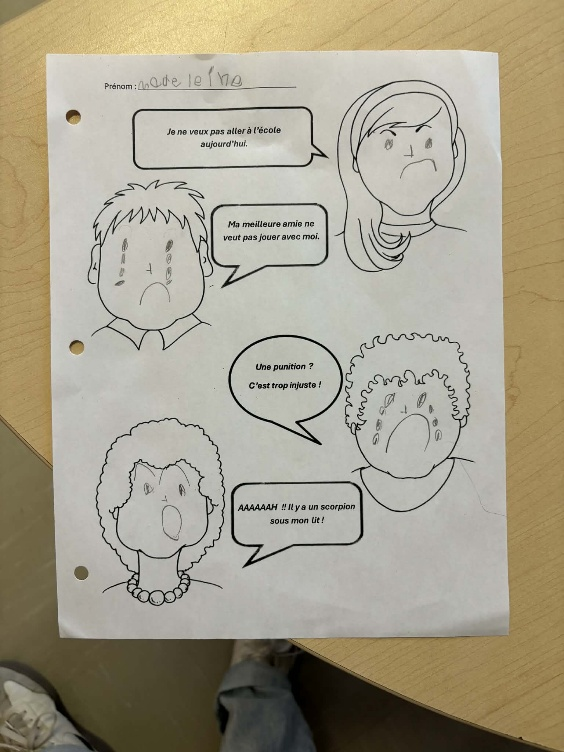 Prénom : madeleine
Je ne veux pas aller à l'école
aujourd'hui.
Ma meilleure amie ne
veut pas jouer avec moi.
Une punition ?
C'est trop injuste !
AAAAAAH !! Il y a un scorpion
sous mon lit !